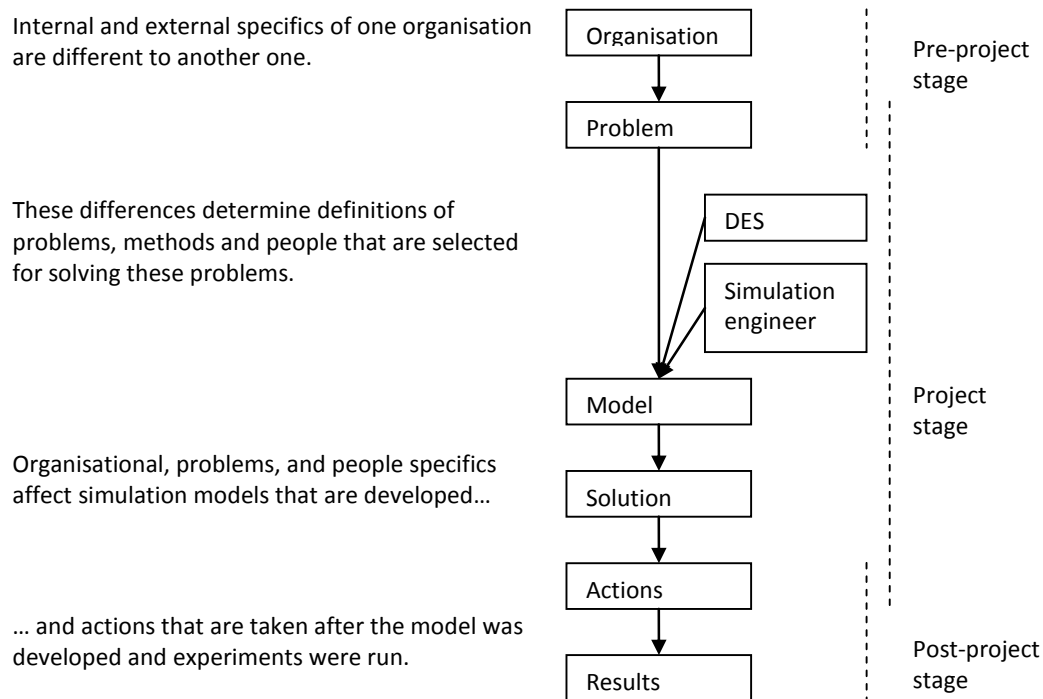 Internal and external specifics of one organisation
are different to another one.
Organisation
Pre-project
stage
Problem
These differences determine definitions of
problems, methods and people that are selected
for solving these problems.
DES
Simulation
engineer
Model
Project
stage
Organisational, problems, and people specifics
affect simulation models that are developed…
Solution
Actions
… and actions that are taken after the model was
developed and experiments were run.
Results
Post-project
stage